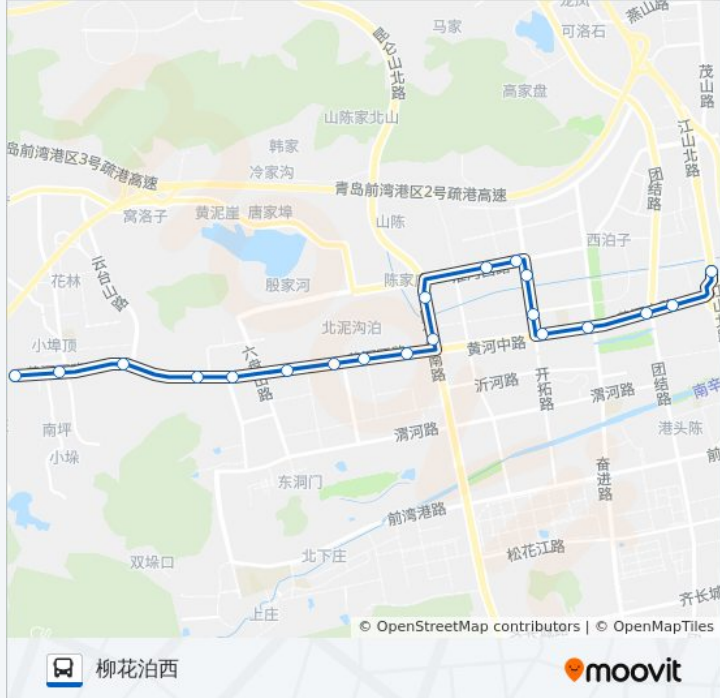 龙凤
燕山路
马家
可洛石
昆仑山北路
茂山路
高家盘
山陈家北山
江山北路
韩家
岛前湾港区3号疏港高速
冷家沟
青岛前湾港区2号疏港高速
团结路
窝洛子
黄泥崖
唐家埠
山陈
西泊子
云台山路
花林
殷家河
陈家
北泥沟泊
小埠顶
黄河中路
南路
沂河路
开拓路
渭河路
团结路
南辛
南坪
渭河路
港头陈
小垛
前
东洞门
奋进路
前湾港路
双垛口
北下庄
松花江路
上庄
齐长城
© OpenStreetMap contributors | © OpenMapTiles
柳花泊西
moovit